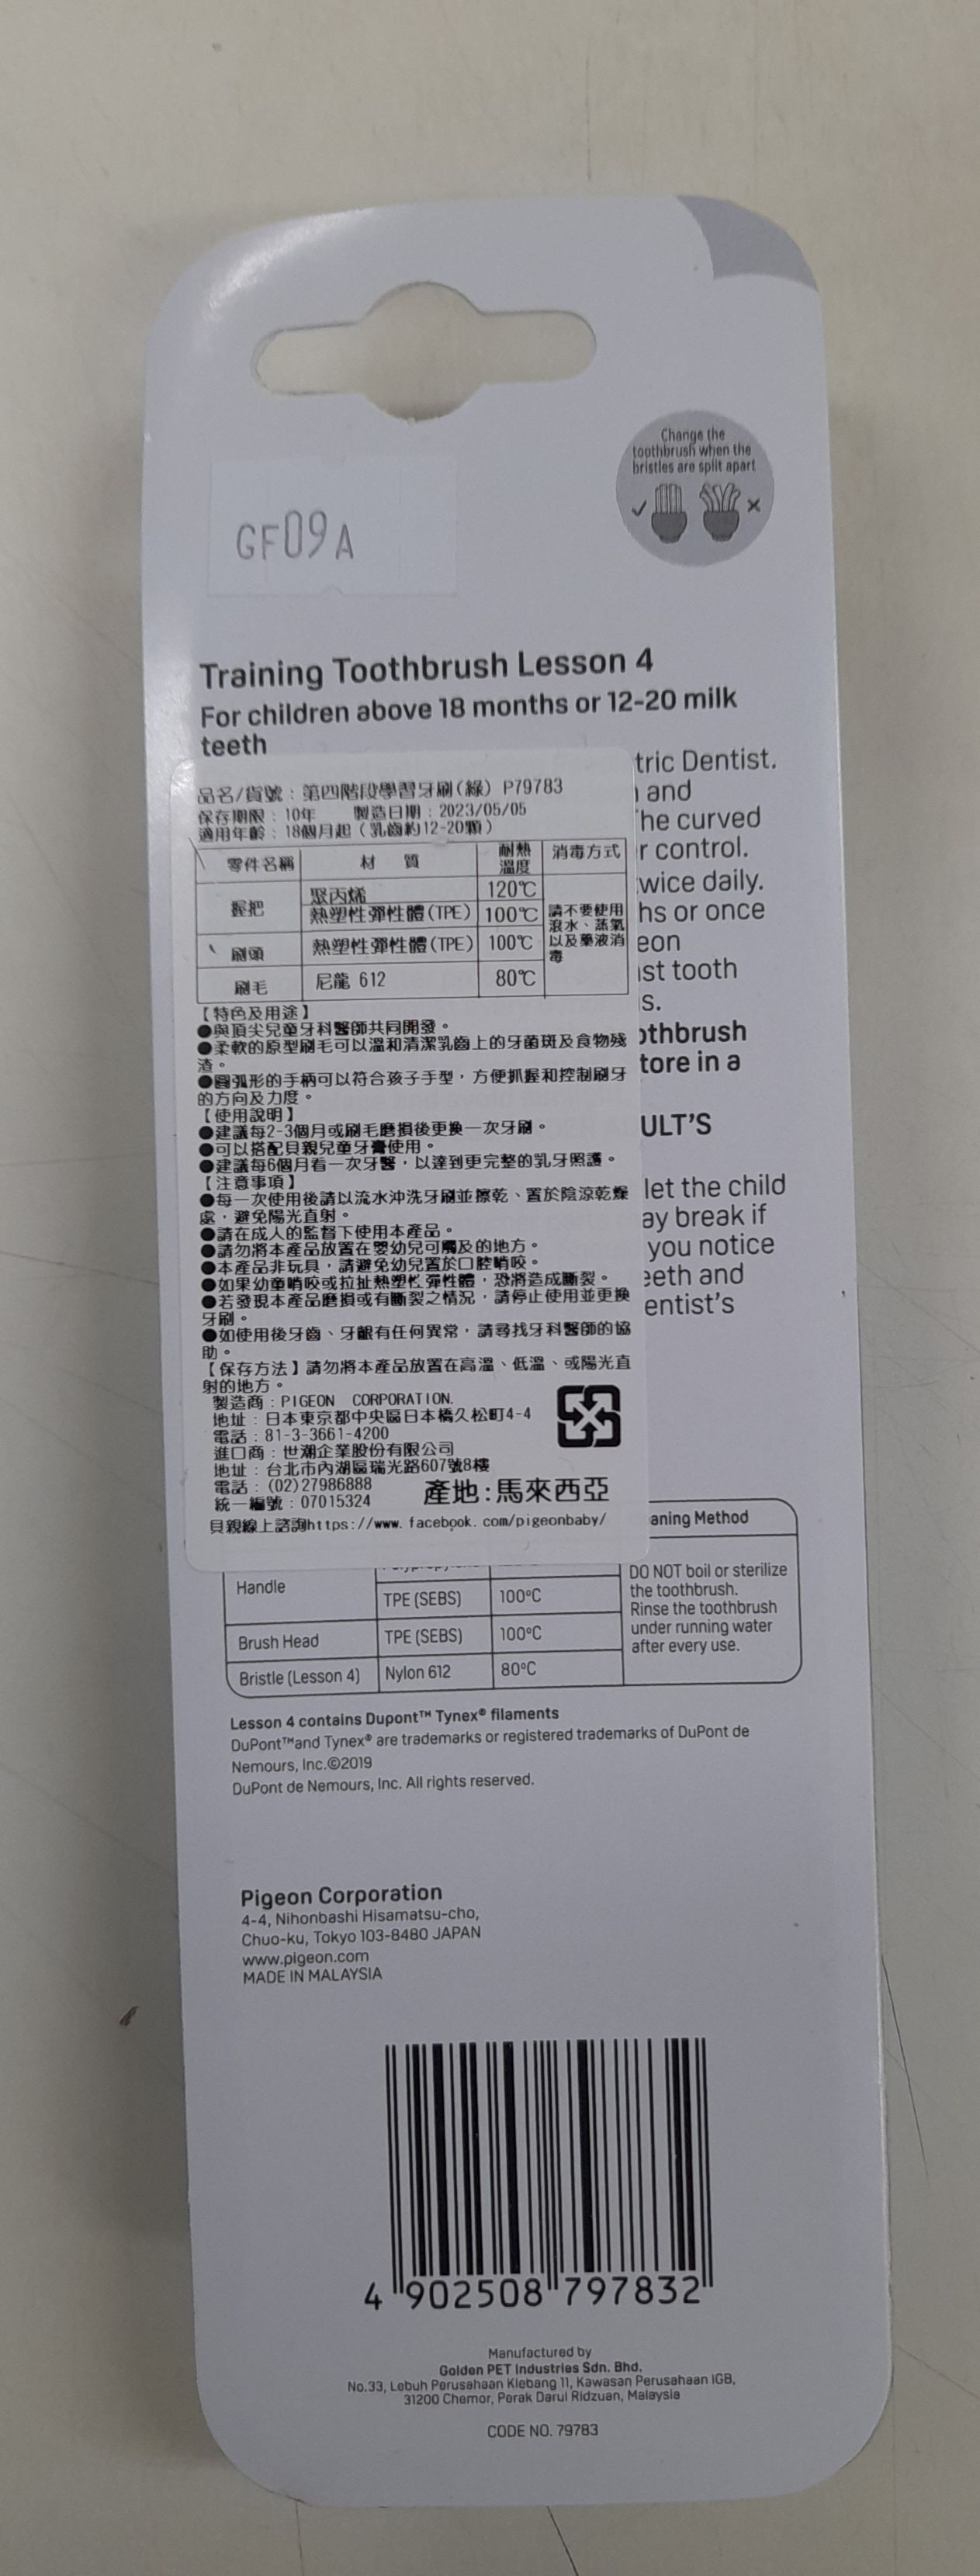 Change the
toothbrush when the
bristles are split apart
GF09A
Training Toothbrush Lesson 4
For children above 18 months or 12-20 milk
teeth
tric Dentist.
and
he curved
r control.
wice daily.
hs or once
eon
st tooth
s.
othbrush
tore in a
ULT'S
let the child
ay break if
you notice
eeth and
entist's
品名/貨號：第四階段學習牙刷(綠) P79783
保存期限：10年 製造日期：2023/05/05
適用年齡：18個月起（乳齒約12-20顆）
零件名稱 材 質 耐熱溫度 消毒方式
握把 聚丙烯 120℃
熱塑性彈性體(TPE) 100℃
刷頭 熱塑性彈性體(TPE) 100℃
刷毛 尼龍 612 80℃
請不要使用
滾水、蒸氣
以及藥液消
毒
【特色及用途】
●與頂尖兒童牙科醫師共同開發。
●柔軟的原型刷毛可以溫和清潔乳齒上的牙菌斑及食物殘
渣。
●圓弧形的手柄可以符合孩子手型，方便抓握和控制刷牙
的方向及力度。
【使用說明】
●建議每2-3個月或刷毛磨損後更換一次牙刷。
●可以搭配貝親兒童牙膏使用。
●建議每6個月看一次牙醫，以達到更完整的乳牙照護。
【注意事項】
●每一次使用後請以流水沖洗牙刷並擦乾、置於陰涼乾燥
處，避免陽光直射。
●請在成人的監督下使用本產品。
●請勿將本產品放置在嬰幼兒可觸及的地方。
●本產品非玩具，請避免幼兒置於口腔啃咬。
●如果幼童啃咬或拉扯熱塑性彈性體，恐將造成斷裂。
●若發現本產品磨損或有斷裂之情況，請停止使用並更換
牙刷。
●如使用後牙齒、牙齦有任何異常，請尋找牙科醫師的協
助。
【保存方法】請勿將本產品放置在高溫、低溫、或陽光直
射的地方。
製造商：PIGEON CORPORATION.
地址：日本東京都中央區日本橋久松町4-4
電話：81-3-3661-4200
進口商：世潮企業股份有限公司
地址：台北市內湖區瑞光路607號8樓
電話：(02)27986888
統一編號：07015324
產地:馬來西亞
貝親線上諮詢https://www.facebook.com/pigeonbaby/
aning Method
Handle
TPE (SEBS) 100°C
Brush Head TPE (SEBS) 100°C
Bristle (Lesson 4) Nylon 612 80°C
DO NOT boil or sterilize
the toothbrush.
Rinse the toothbrush
under running water
after every use.
Lesson 4 contains Dupont™ Tynex® filaments
DuPont™and Tynex® are trademarks or registered trademarks of DuPont de
Nemours, Inc.©2019
DuPont de Nemours, Inc. All rights reserved.
Pigeon Corporation
4-4, Nihonbashi Hisamatsu-cho,
Chuo-ku, Tokyo 103-8480 JAPAN
www.pigeon.com
MADE IN MALAYSIA
4 902508 797832
Manufactured by
Golden PET Industries Sdn. Bhd.
No.33, Lebuh Perusahaan Klebang 11, Kawasan Perusahaan IGB,
31200 Chemor, Perak Darul Ridzuan, Malaysia
CODE NO. 79783